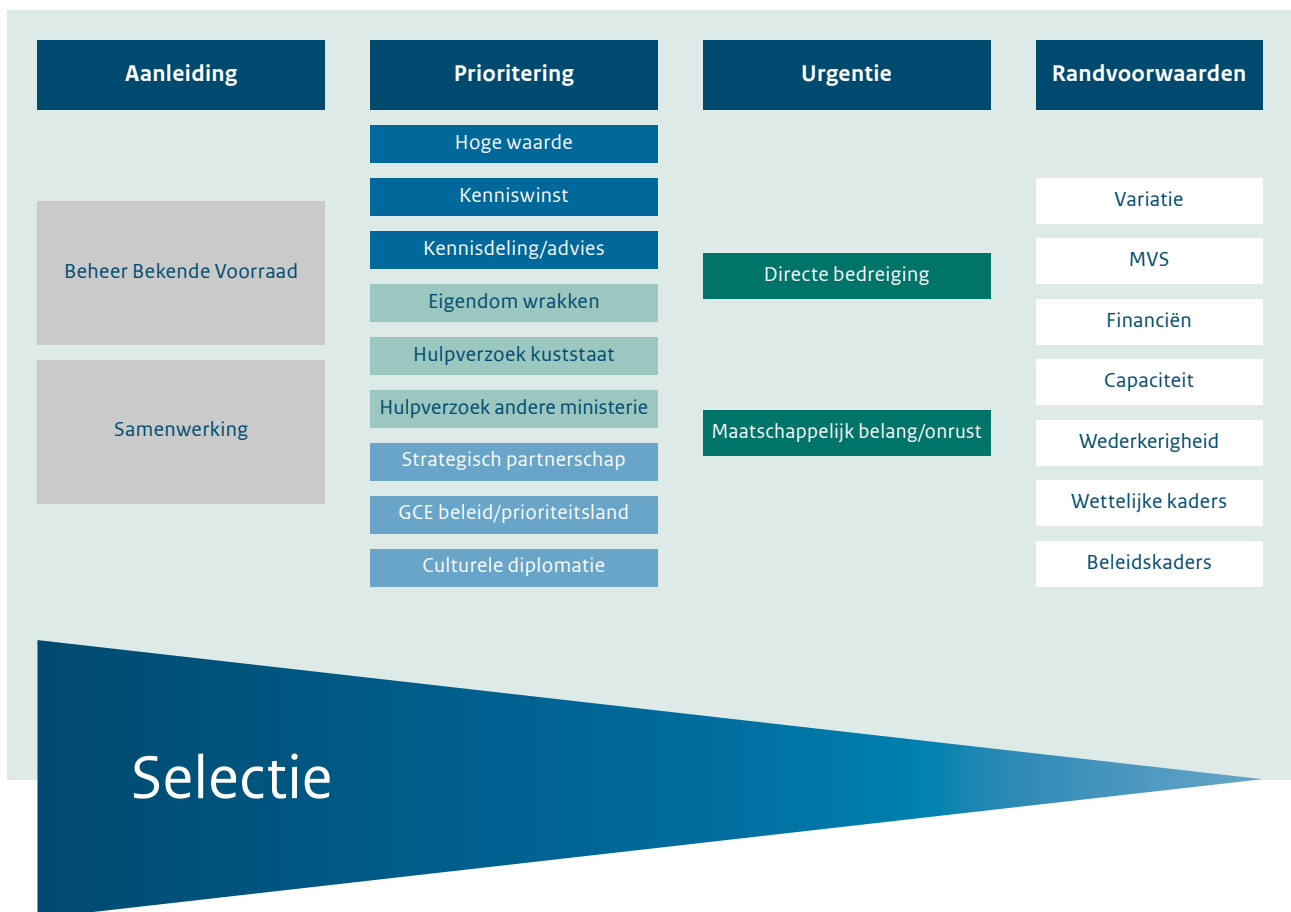 Aanleiding
Beheer Bekende Voorraad
Samenwerking
Prioritering
Hoge waarde
Kenniswinst
Kennisdeling/advies
Eigendom wrakken
Hulpverzoek kuststaat
Hulpverzoek andere ministerie
Strategisch partnerschap
GCE beleid/prioriteitsland
Culturele diplomatie
Urgentie
Directe bedreiging
Maatschappelijk belang/onrust
Randvoorwaarden
Variatie
MVS
Financiën
Capaciteit
Wederkerigheid
Wettelijke kaders
Beleidskaders
Selectie